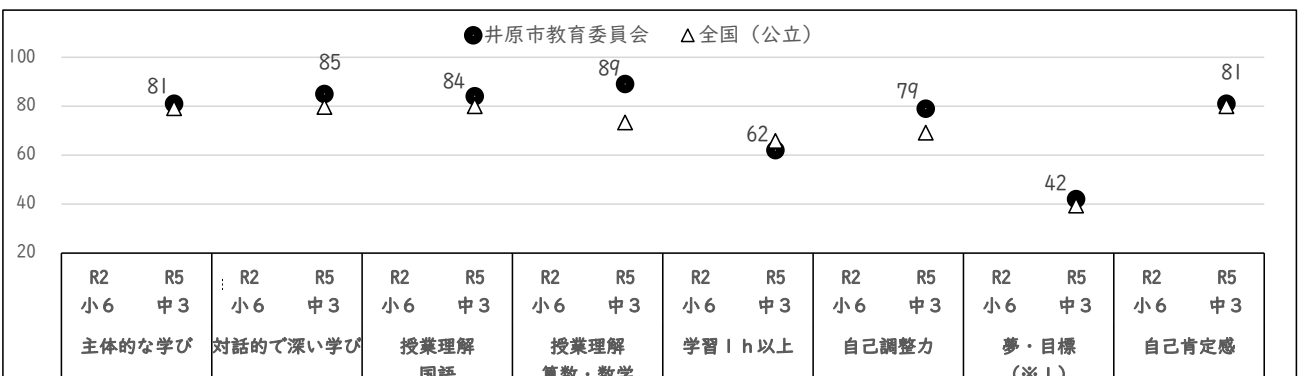 ●井原市教育委員会 △全国（公立）
100
80
60
40
20
81
85
84
89
62
79
42
81
R2 R5 R2 R5 R2 R5 R2 R5 R2 R5 R2 R5 R2 R5 R2 R5
小6 中3 小6 中3 小6 中3 小6 中3 小6 中3 小6 中3 小6 中3 小6 中3
主体的な学び 対話的で深い学び 授業理解 授業理解 学習1h以上 自己調整力 夢・目標 自己肯定感
国語 算数・数学 (※1)